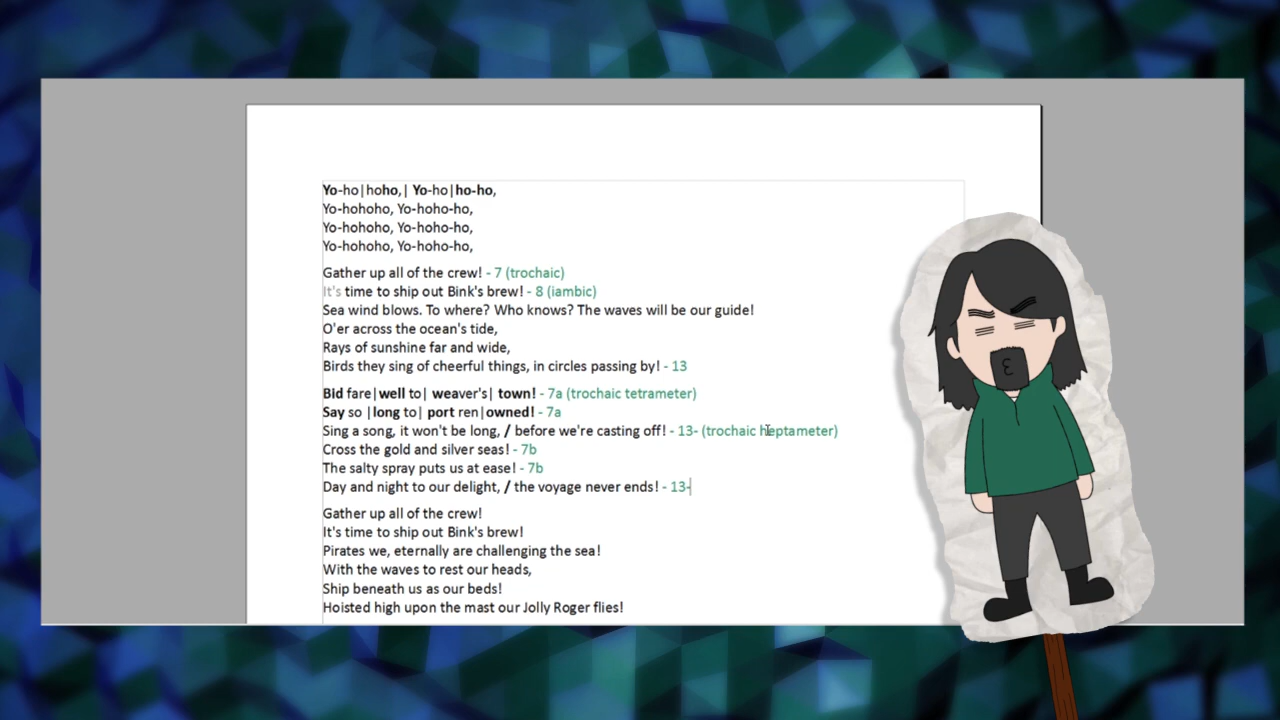 Yo-ho|hoho,| Yo-ho|ho-ho,
Yo-hohoho, Yo-hoho-ho,
Yo-hohoho, Yo-hoho-ho,
Yo-hohoho, Yo-hoho-ho,
Gather up all of the crew! - 7 (trochaic)
It's time to ship out Bink's brew! - 8 (iambic)
Sea wind blows. To where? Who knows? The waves will be our guide!
O'er across the ocean's tide,
Rays of sunshine far and wide,
Birds they sing of cheerful things, in circles passing by! - 13
Bid fare|well to| weaver's| town! - 7a (trochaic tetrameter)
Say so |long to| port ren|owned! - 7a
Sing a song, it won't be long, / before we're casting off! - 13- (trochaic heptameter)
Cross the gold and silver seas! - 7b
The salty spray puts us at ease! - 7b
Day and night to our delight, / the voyage never ends! - 13-
Gather up all of the crew!
It's time to ship out Bink's brew!
Pirates we, eternally are challenging the sea!
With the waves to rest our heads,
Ship beneath us as our beds!
Hoisted high upon the mast our Jolly Roger flies!